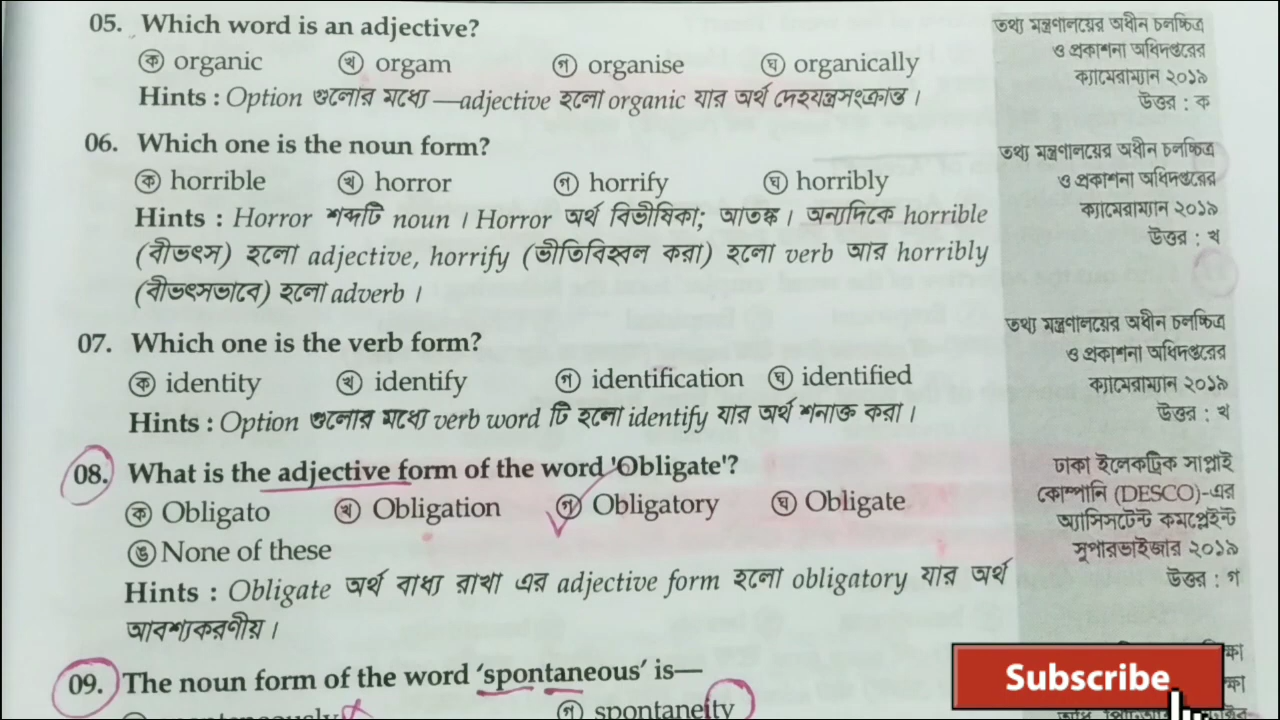 05. Which word is an adjective?
ক organic খ orgam গ organise ঘ organically
Hints : Option গুলোর মধ্যে —adjective হলো organic যার অর্থ দেহযন্ত্রসংক্রান্ত।
তথ্য মন্ত্রণালয়ের অধীন চলচ্চিত্র
ও প্রকাশনা অধিদপ্তরের
ক্যামেরাম্যান ২০১৯
উত্তর : ক
06. Which one is the noun form?
ক horrible খ horror গ horrify ঘ horribly
Hints : Horror শব্দটি noun । Horror অর্থ বিভীষিকা; আতঙ্ক। অন্যদিকে horrible
(বীভৎস) হলো adjective, horrify (ভীতিবিহ্বল করা) হলো verb আর horribly
(বীভৎসভাবে) হলো adverb ।
তথ্য মন্ত্রণালয়ের অধীন চলচ্চিত্র
ও প্রকাশনা অধিদপ্তরের
ক্যামেরাম্যান ২০১৯
উত্তর : খ
07. Which one is the verb form?
ক identity খ identify গ identification ঘ identified
Hints : Option গুলোর মধ্যে verb word টি হলো identify যার অর্থ শনাক্ত করা।
তথ্য মন্ত্রণালয়ের অধীন চলচ্চিত্র
ও প্রকাশনা অধিদপ্তরের
ক্যামেরাম্যান ২০১৯
উত্তর : খ
08. What is the adjective form of the word 'Obligate'?
ক Obligato খ Obligation গ Obligatory ঘ Obligate
ঙ None of these
Hints : Obligate অর্থ বাধ্য রাখা এর adjective form হলো obligatory যার অর্থ
আবশ্যকরণীয়।
ঢাকা ইলেকট্রিক সাপ্লাই
কোম্পানি (DESCO)-এর
অ্যাসিসটেন্ট কমপ্লেইন্ট
সুপারভাইজার ২০১৯
উত্তর : গ
09. The noun form of the word ‘spontaneous’ is—
গ spontaneity
Subscribe